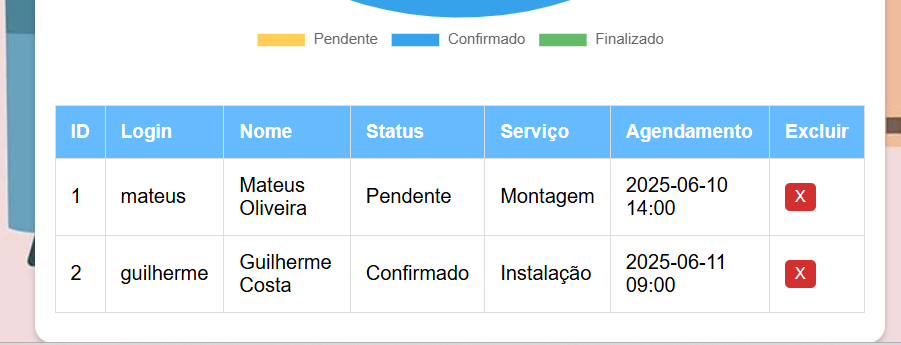 Pendente Confirmado Finalizado
ID Login Nome Status Serviço Agendamento Excluir
1 mateus Mateus Oliveira Pendente Montagem 2025-06-10 14:00 X
2 guilherme Guilherme Costa Confirmado Instalação 2025-06-11 09:00 X